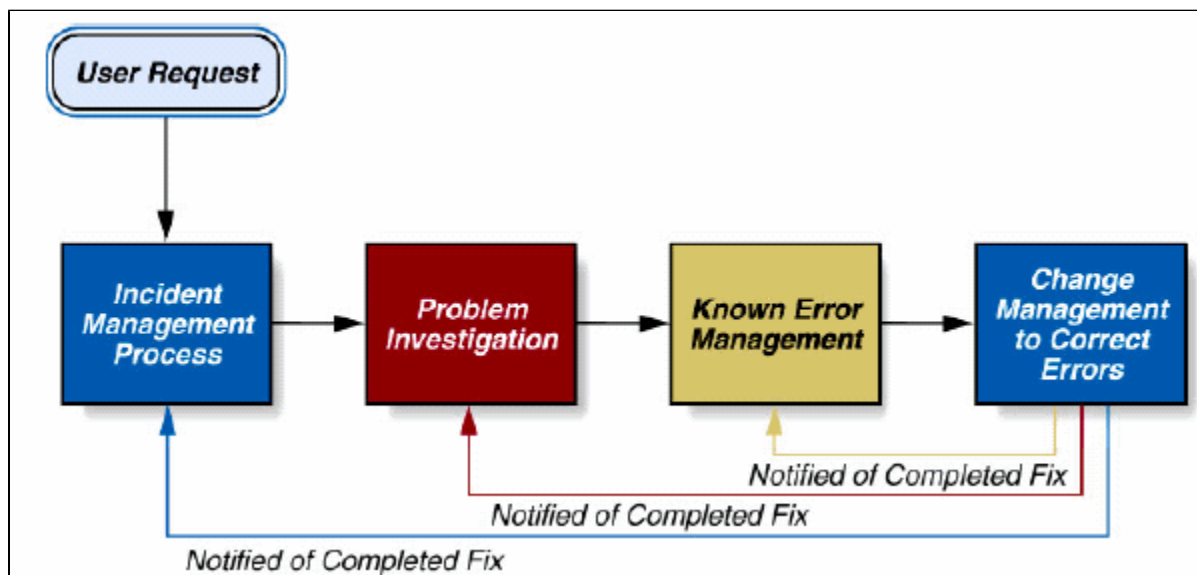 User Request
Incident
Management
Process
Problem
Investigation
Known Error
Management
Change
Management
to Correct
Errors
Notified of Completed Fix
Notified of Completed Fix
Notified of Completed Fix